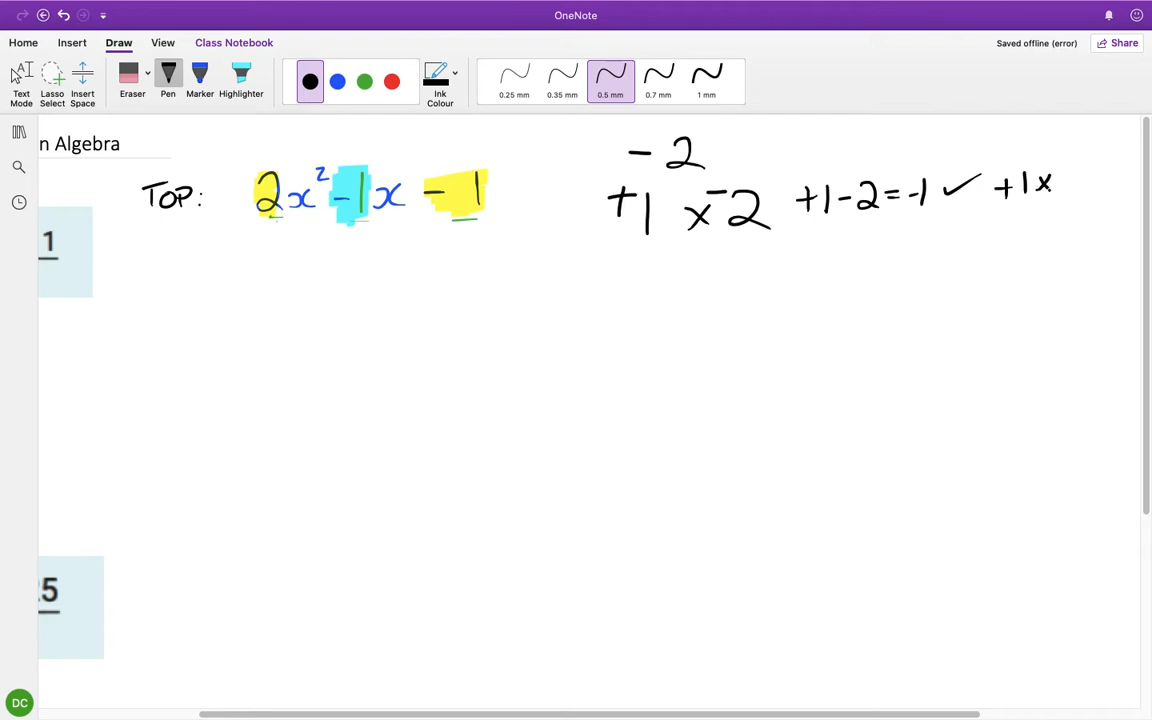 OneNote
Home Insert Draw View Class Notebook Saved offline (error) Share
Text Mode Lasso Select Insert Space Eraser Pen Marker Highlighter Ink Colour 0.25 mm 0.35 mm 0.5 mm 0.7 mm 1 mm
n Algebra
- 2
TOP: 2x² - 1x - 1
+1 x -2 +1 - 2 = -1 ✓ +1x
1
25
DC